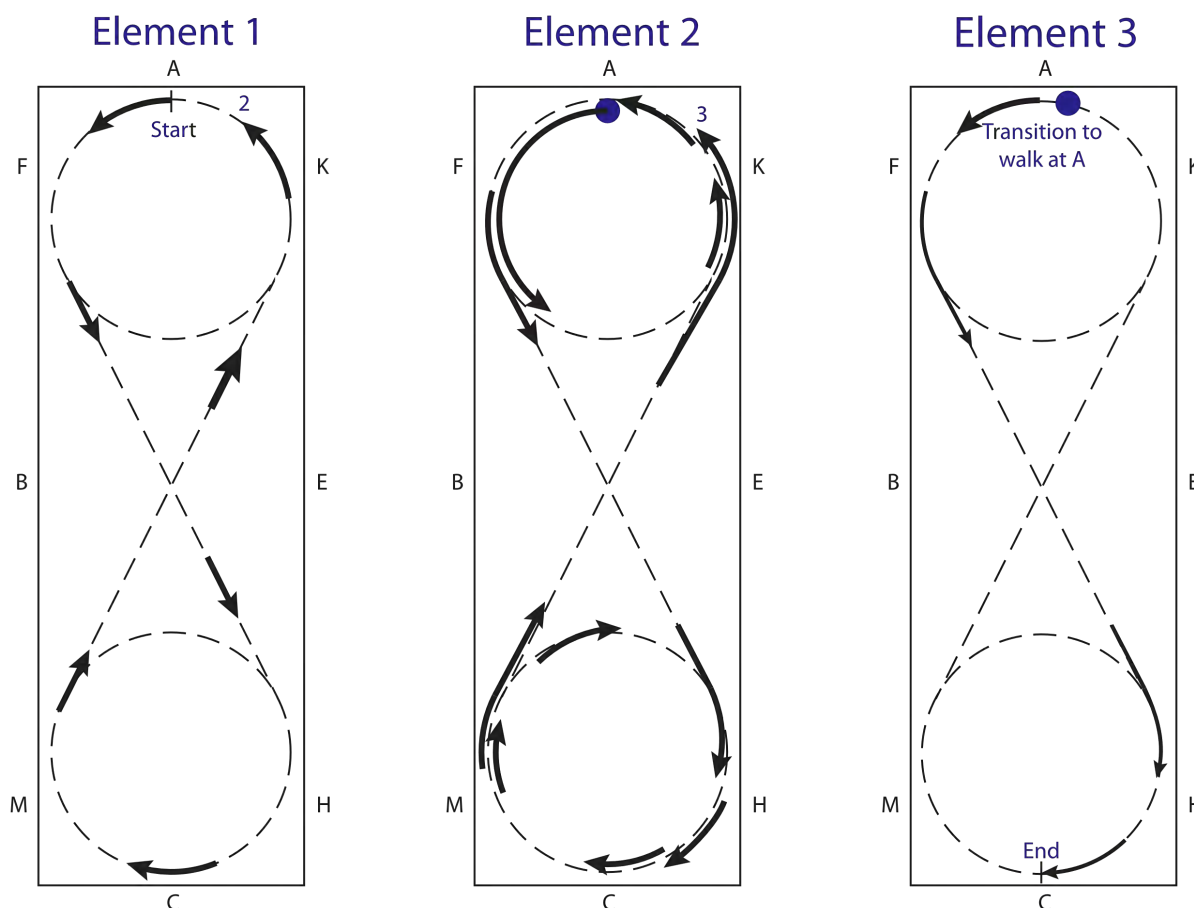 Element 1
Element 2
Element 3
A
A
A
2
Start
3
Transition to
walk at A
F
K
F
K
F
K
B
E
B
E
B
E
M
H
M
H
M
H
End
C
C
C